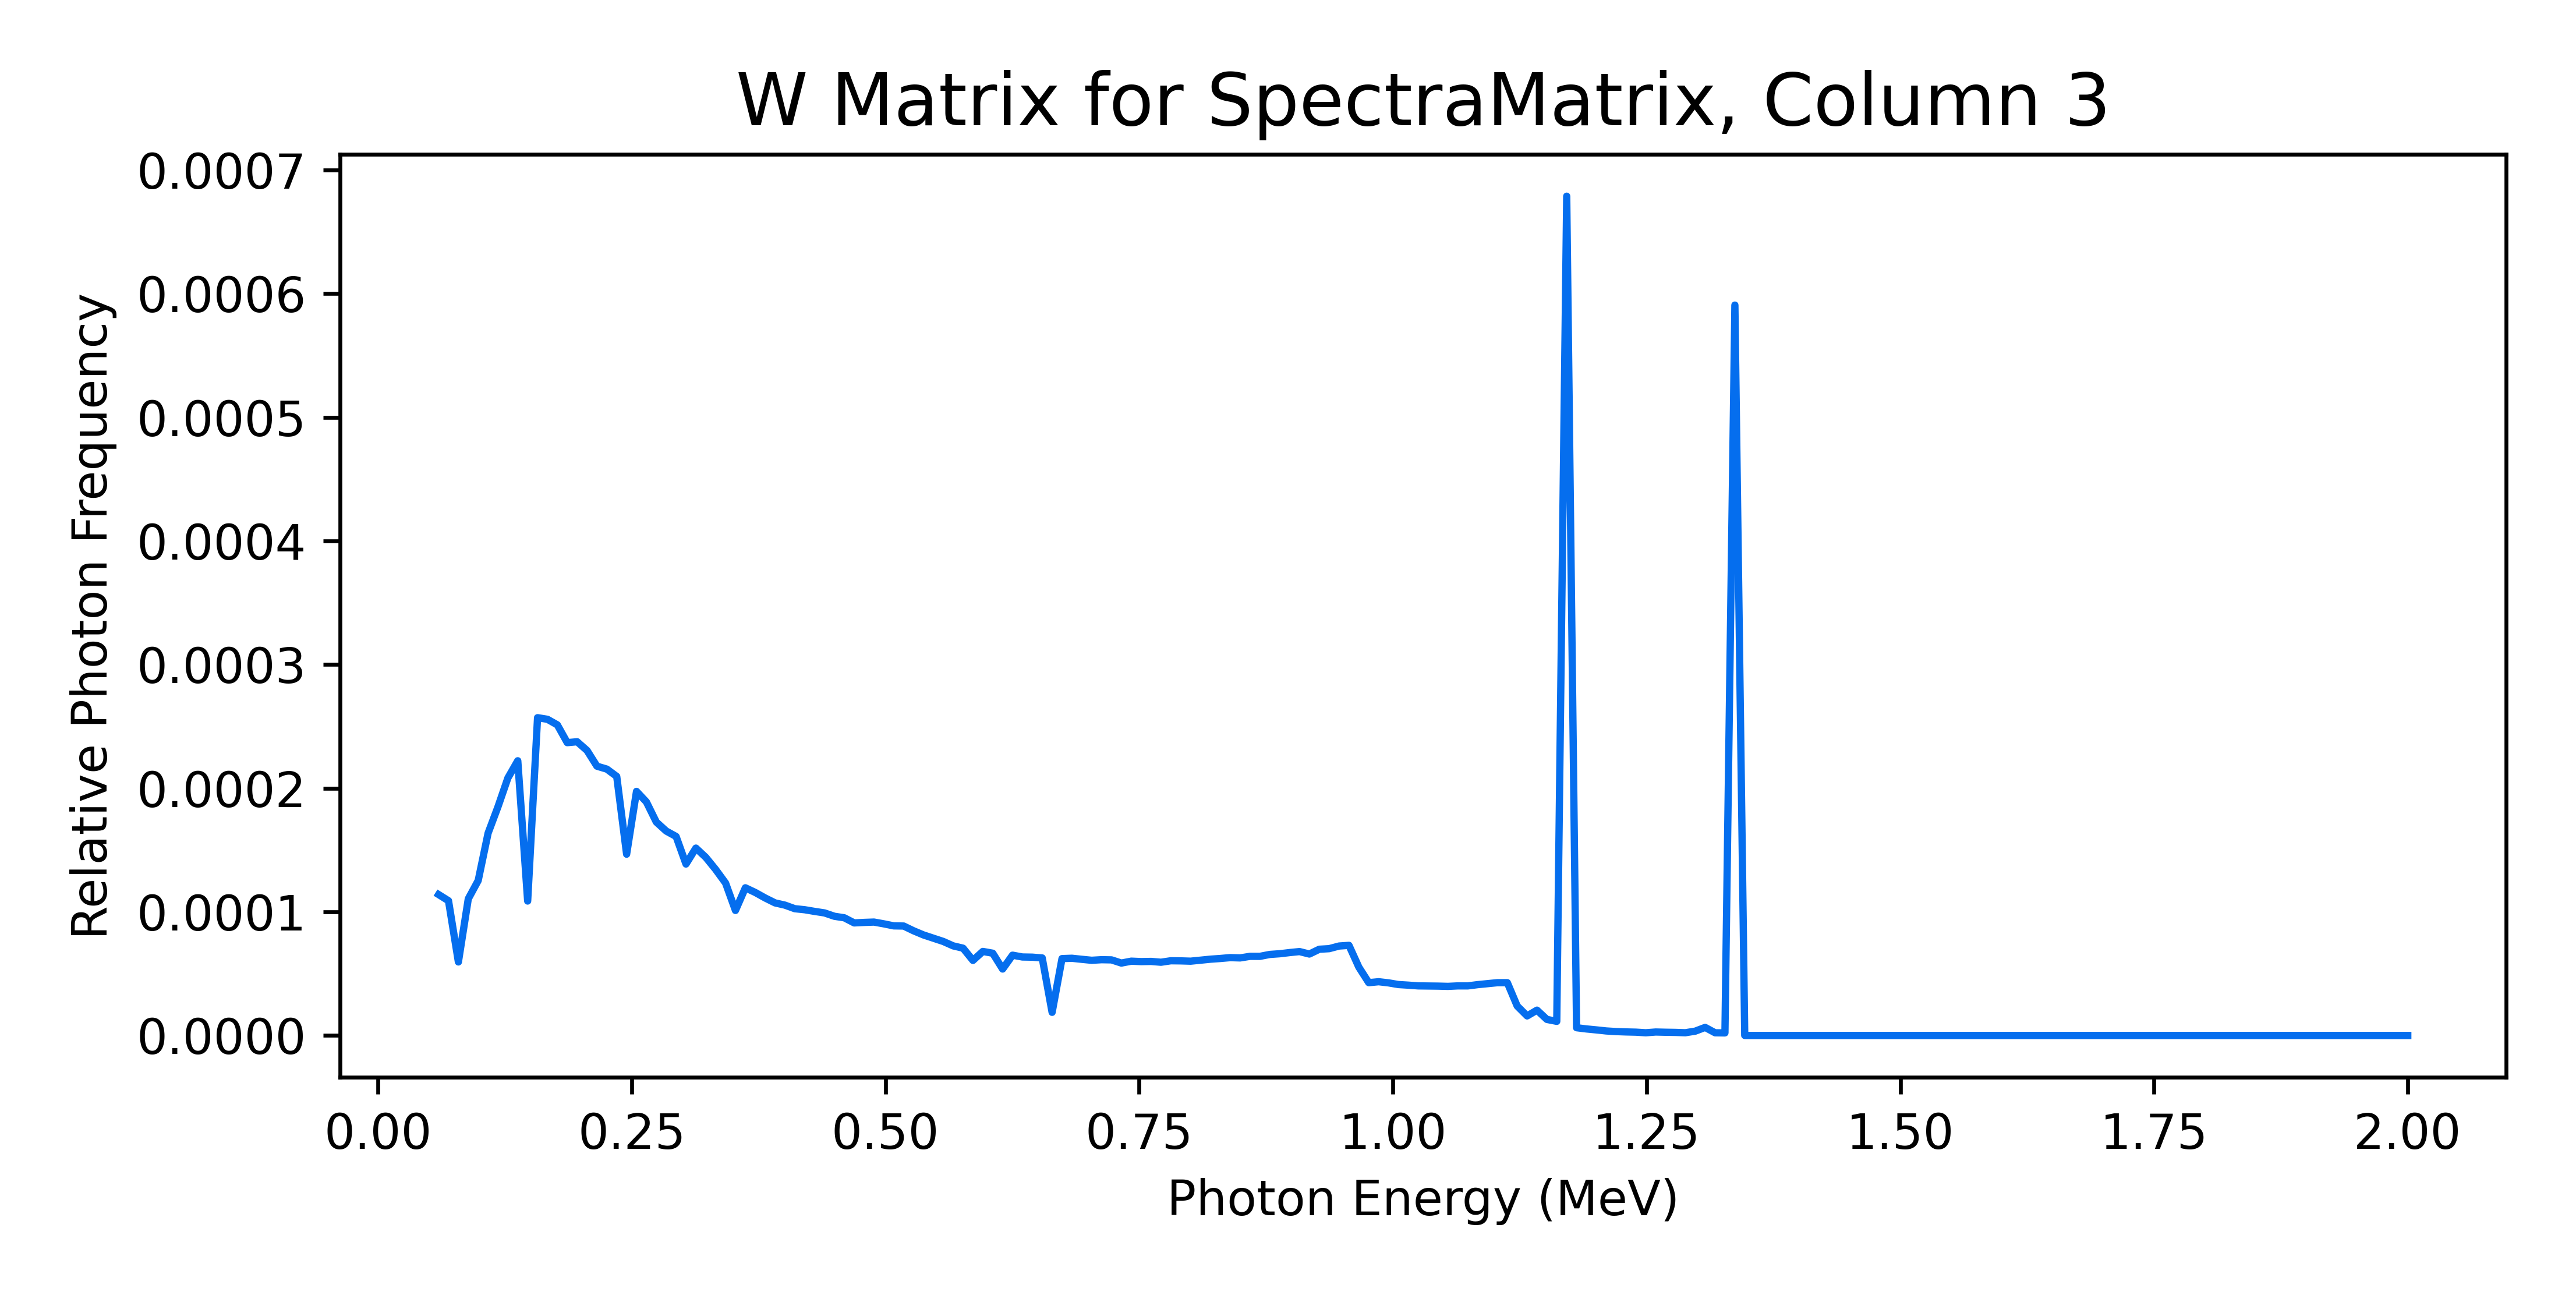 W Matrix for SpectraMatrix, Column 3
0.0007
0.0006
0.0005
0.0004
0.0003
0.0002
0.0001
0.0000
Relative Photon Frequency
0.00 0.25 0.50 0.75 1.00 1.25 1.50 1.75 2.00
Photon Energy (MeV)